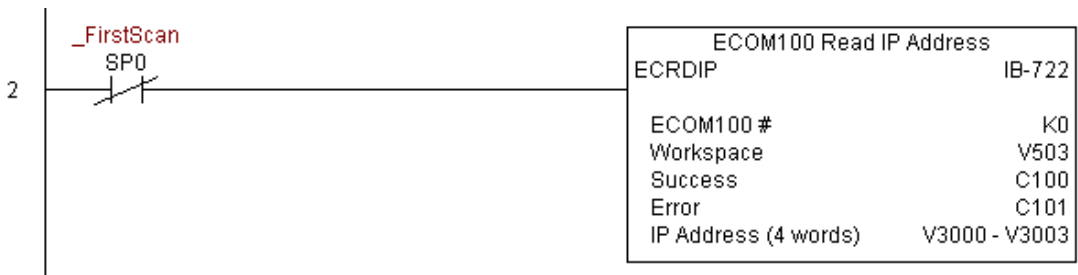 _FirstScan
SP0
2
ECOM100 Read IP Address
ECRDIP IB-722
ECOM100 # K0
Workspace V503
Success C100
Error C101
IP Address (4 words) V3000 - V3003